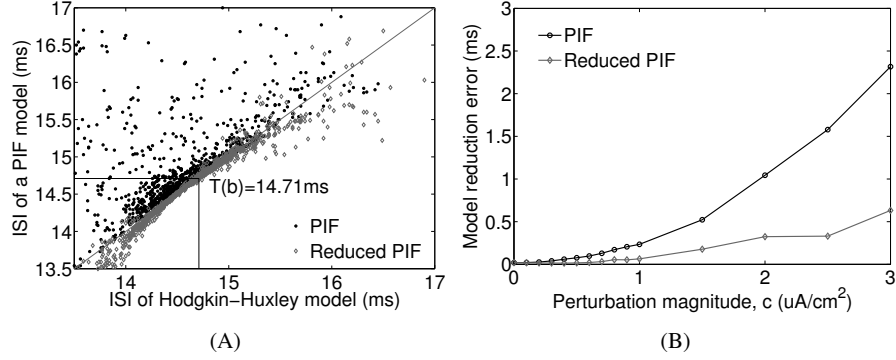 17
16.5
16
15.5
15
14.5
14
13.5
ISI of a PIF model (ms)
T(b)=14.71ms
PIF
Reduced PIF
14
15
16
17
ISI of Hodgkin−Huxley model (ms)
(A)
3
2.5
2
1.5
1
0.5
0
Model reduction error (ms)
PIF
Reduced PIF
0
1
2
3
Perturbation magnitude, c (uA/cm²)
(B)